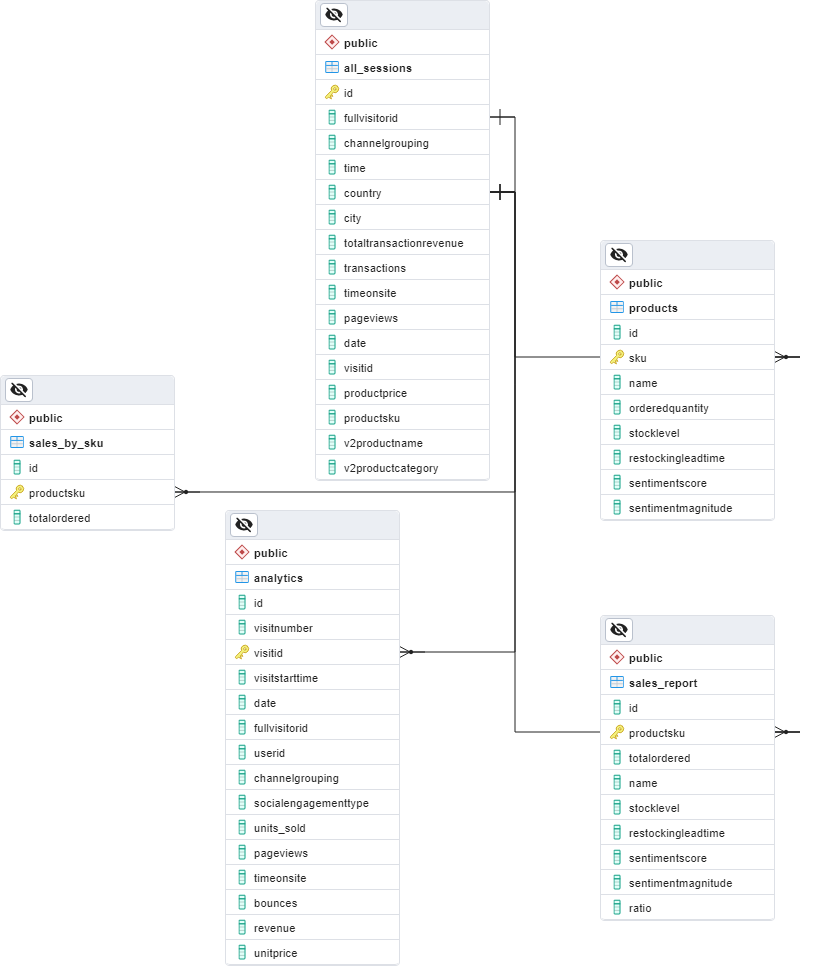 public
all_sessions
id
fullvisitorid
channelgrouping
time
country
city
totaltransactionrevenue
transactions
timeonsite
pageviews
date
visitid
productprice
productsku
v2productname
v2productcategory
public
products
id
sku
name
orderedquantity
stocklevel
restockingleadtime
sentimentscore
sentimentmagnitude
public
sales_by_sku
id
productsku
totalordered
public
analytics
id
visitnumber
visitid
visitstarttime
date
fullvisitorid
userid
channelgrouping
socialengagementtype
units_sold
pageviews
timeonsite
bounces
revenue
unitprice
public
sales_report
id
productsku
totalordered
name
stocklevel
restockingleadtime
sentimentscore
sentimentmagnitude
ratio